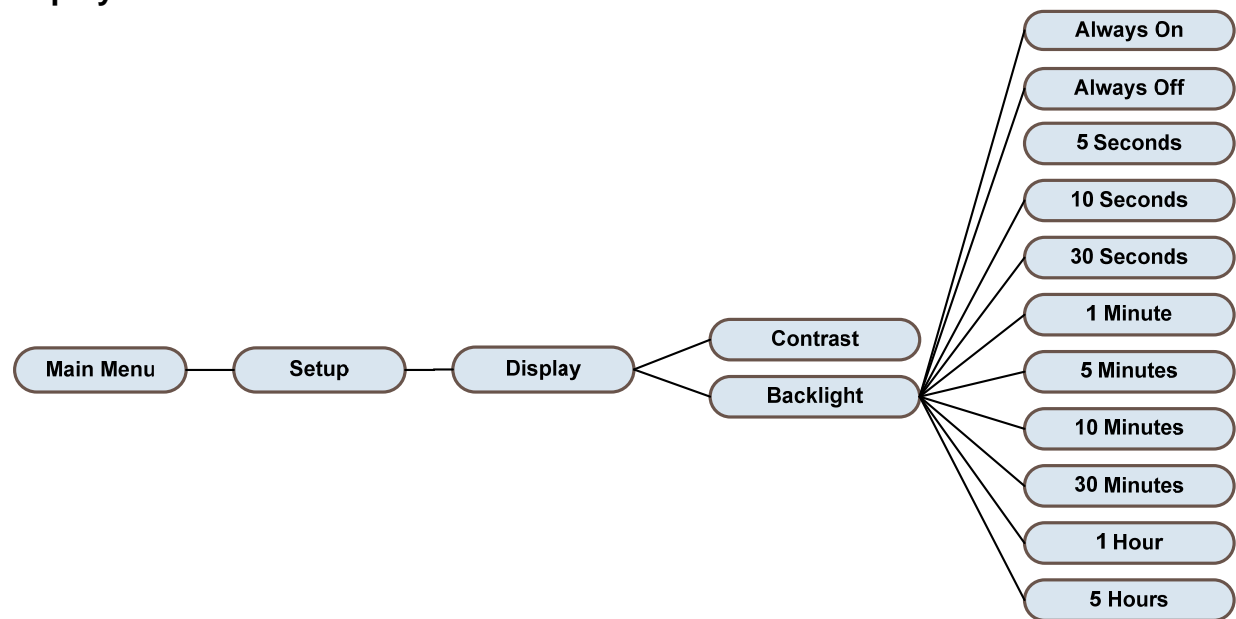 Main Menu
Setup
Display
Contrast
Backlight
Always On
Always Off
5 Seconds
10 Seconds
30 Seconds
1 Minute
5 Minutes
10 Minutes
30 Minutes
1 Hour
5 Hours